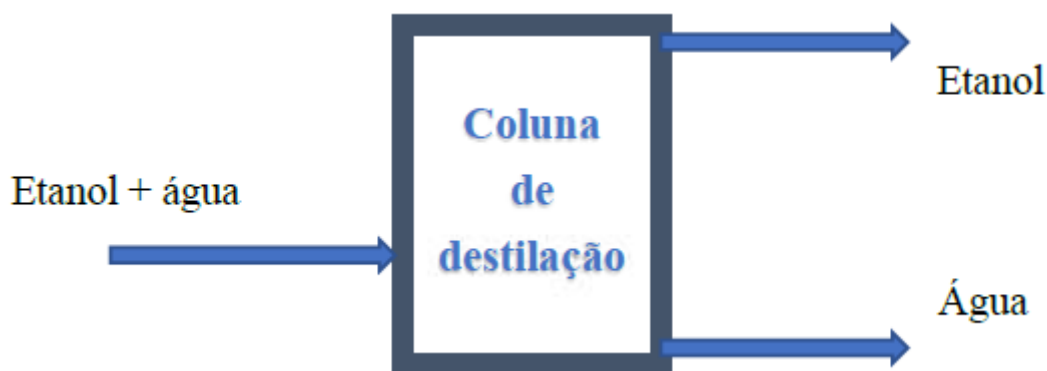 Etanol + água
Coluna
de
destilação
Etanol
Água